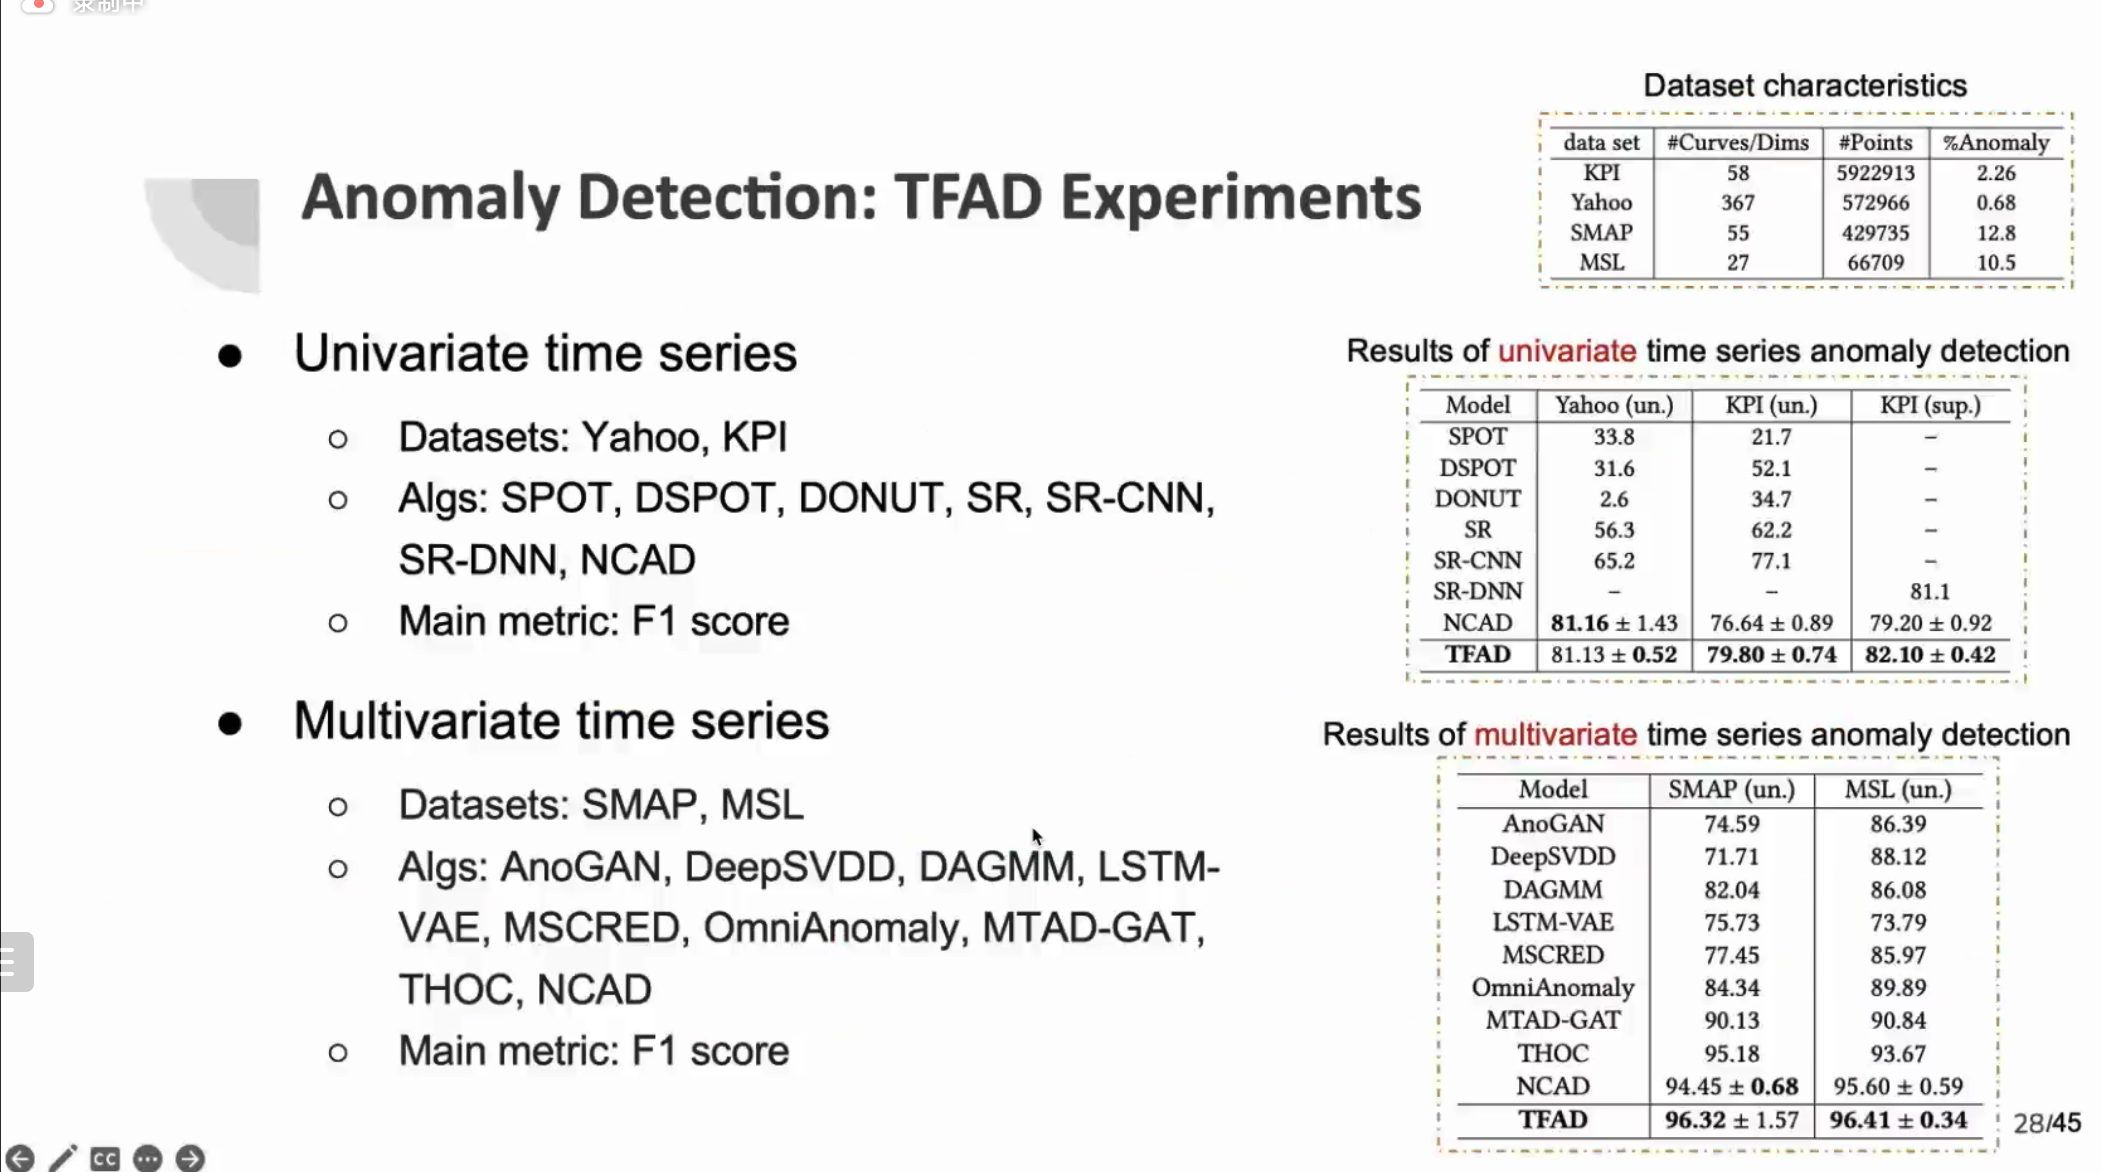 录制中
Dataset characteristics
data set #Curves/Dims #Points %Anomaly
KPI 58 5922913 2.26
Yahoo 367 572966 0.68
SMAP 55 429735 12.8
MSL 27 66709 10.5
Anomaly Detection: TFAD Experiments
● Univariate time series
○ Datasets: Yahoo, KPI
○ Algs: SPOT, DSPOT, DONUT, SR, SR-CNN,
SR-DNN, NCAD
○ Main metric: F1 score
● Multivariate time series
○ Datasets: SMAP, MSL
○ Algs: AnoGAN, DeepSVDD, DAGMM, LSTM-
VAE, MSCRED, OmniAnomaly, MTAD-GAT,
THOC, NCAD
○ Main metric: F1 score
Results of univariate time series anomaly detection
Model Yahoo (un.) KPI (un.) KPI (sup.)
SPOT 33.8 21.7 –
DSPOT 31.6 52.1 –
DONUT 2.6 34.7 –
SR 56.3 62.2 –
SR-CNN 65.2 77.1 –
SR-DNN – – 81.1
NCAD 81.16 ± 1.43 76.64 ± 0.89 79.20 ± 0.92
TFAD 81.13 ± 0.52 79.80 ± 0.74 82.10 ± 0.42
Results of multivariate time series anomaly detection
Model SMAP (un.) MSL (un.)
AnoGAN 74.59 86.39
DeepSVDD 71.71 88.12
DAGMM 82.04 86.08
LSTM-VAE 75.73 73.79
MSCRED 77.45 85.97
OmniAnomaly 84.34 89.89
MTAD-GAT 90.13 90.84
THOC 95.18 93.67
NCAD 94.45 ± 0.68 95.60 ± 0.59
TFAD 96.32 ± 1.57 96.41 ± 0.34
28/45
CC